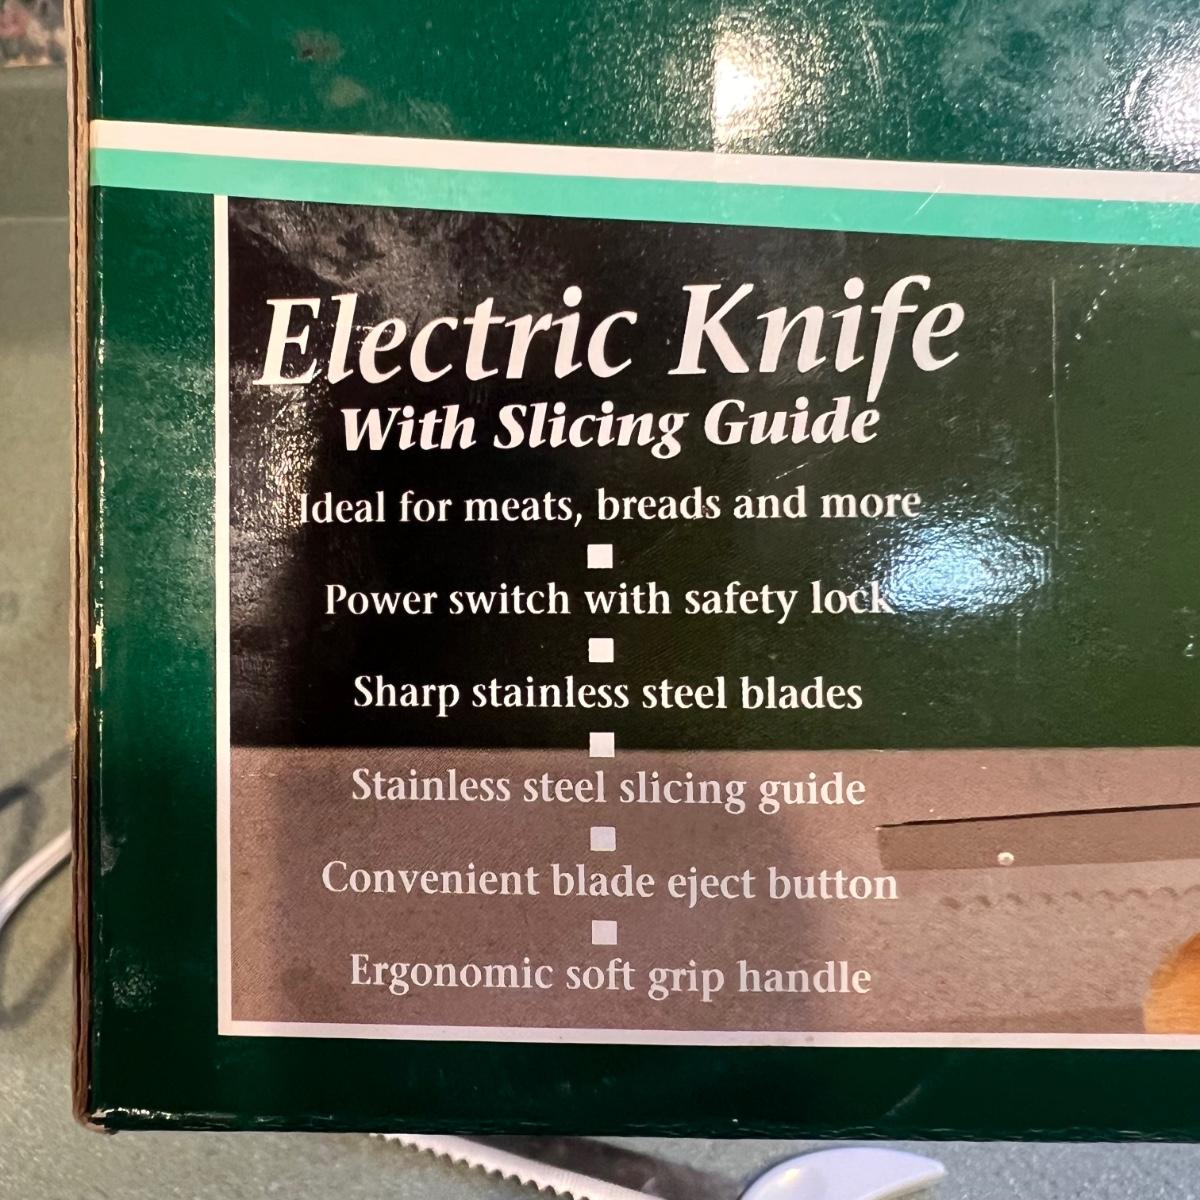 Electric Knife
With Slicing Guide
Ideal for meats, breads and more
Power switch with safety lock
Sharp stainless steel blades
Stainless steel slicing guide
Convenient blade eject button
Ergonomic soft grip handle